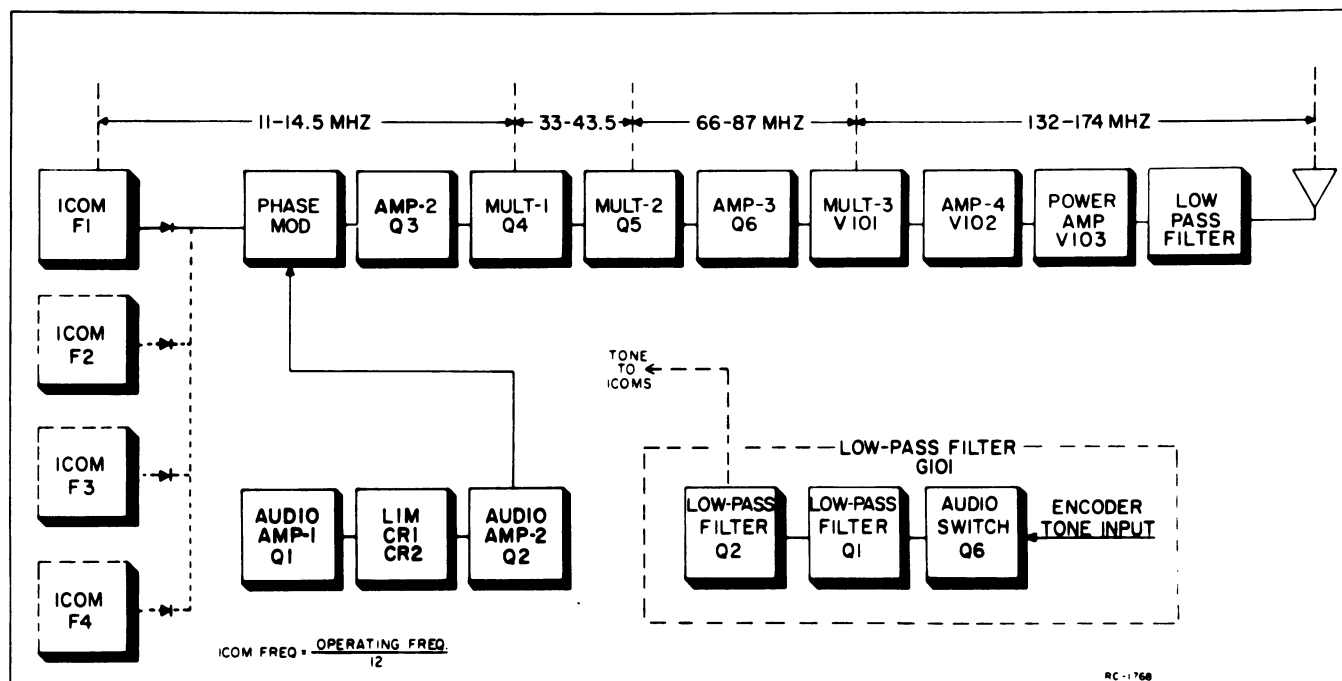 11-14.5 MHZ
33-43.5
66-87 MHZ
132-174 MHZ
ICOM
F1
PHASE
MOD
AMP-2
Q3
MULT-1
Q4
MULT-2
Q5
AMP-3
Q6
MULT-3
V101
AMP-4
V102
POWER
AMP
V103
LOW
PASS
FILTER
ICOM
F2
ICOM
F3
ICOM
F4
TONE
TO
ICOMS
LOW-PASS FILTER
G101
AUDIO
AMP-1
Q1
LIM
CR1
CR2
AUDIO
AMP-2
Q2
LOW-PASS
FILTER
Q2
LOW-PASS
FILTER
Q1
AUDIO
SWITCH
Q6
ENCODER
TONE INPUT
ICOM FREQ = OPERATING FREQ.
12
RC-1768